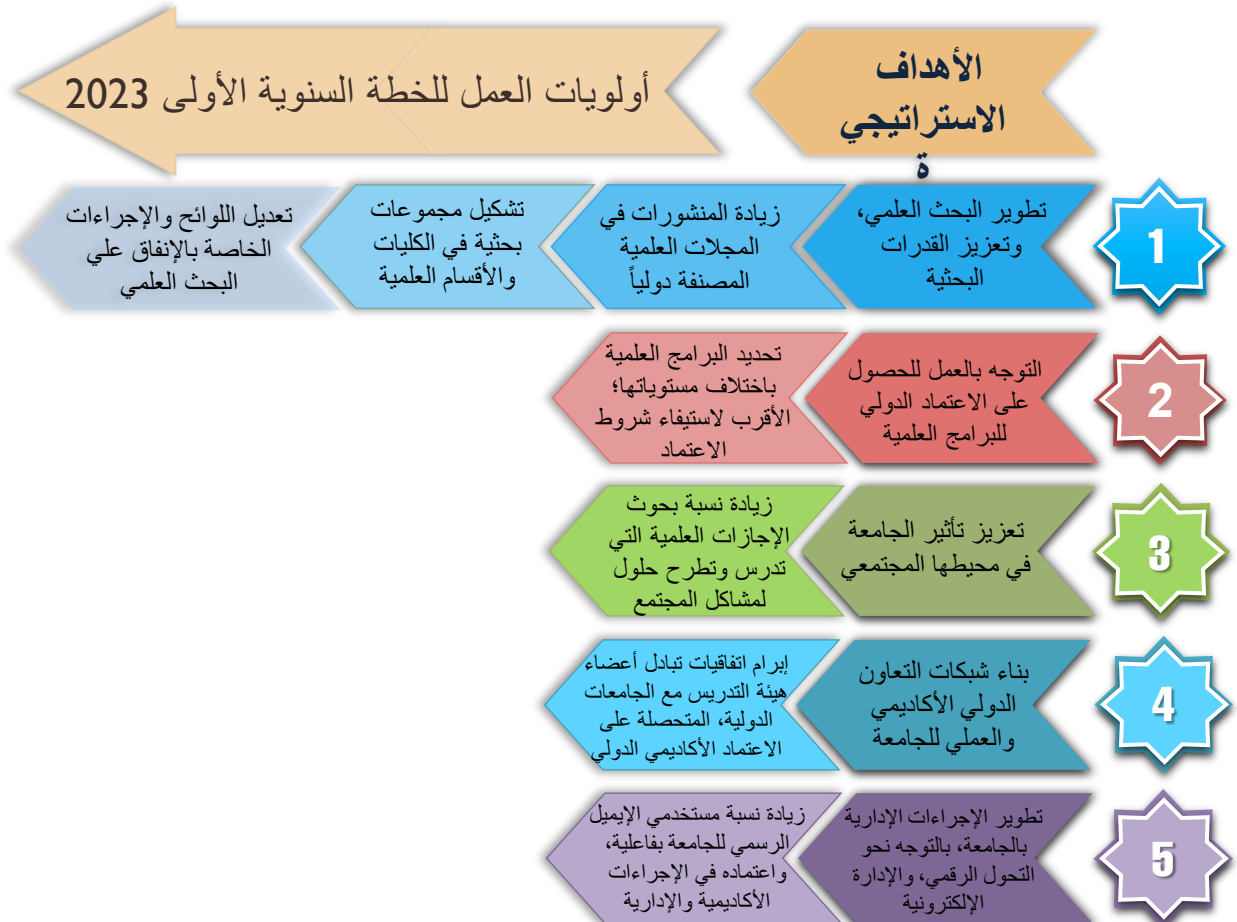 الأهداف
الاستراتيجي
ة
أولويات العمل للخطة السنوية الأولى 2023
1
تطوير البحث العلمي،
وتعزيز القدرات
البحثية
زيادة المنشورات في
المجلات العلمية
المصنفة دولياً
تشكيل مجموعات
بحثية في الكليات
والأقسام العلمية
تعديل اللوائح والإجراءات
الخاصة بالإنفاق علي
البحث العلمي
2
التوجه بالعمل للحصول
على الاعتماد الدولي
للبرامج العلمية
تحديد البرامج العلمية
باختلاف مستوياتها؛
الأقرب لاستيفاء شروط
الاعتماد
3
تعزيز تأثير الجامعة
في محيطها المجتمعي
زيادة نسبة بحوث
الإجازات العلمية التي
تدرس وتطرح حلول
لمشاكل المجتمع
4
بناء شبكات التعاون
الدولي الأكاديمي
والعملي للجامعة
إبرام اتفاقيات تبادل أعضاء
هيئة التدريس مع الجامعات
الدولية، المتحصلة على
الاعتماد الأكاديمي الدولي
5
تطوير الإجراءات الإدارية
بالجامعة، بالتوجه نحو
التحول الرقمي، والإدارة
الإلكترونية
زيادة نسبة مستخدمي الإيميل
الرسمي للجامعة بفاعلية،
واعتماده في الإجراءات
الأكاديمية والإدارية